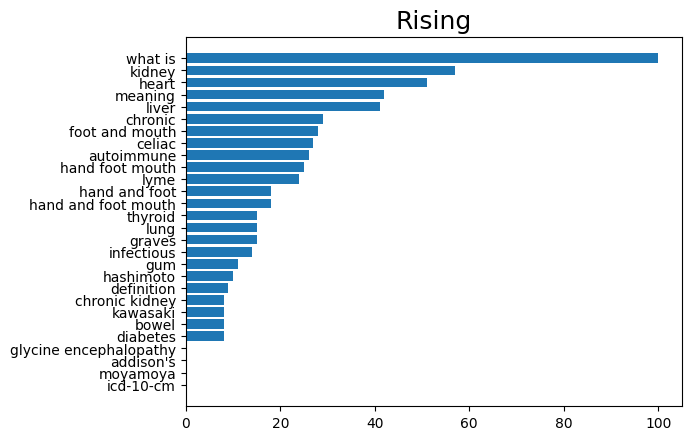 Rising
what is
kidney
heart
meaning
liver
chronic
foot and mouth
celiac
autoimmune
hand foot mouth
lyme
hand and foot
hand and foot mouth
thyroid
lung
graves
infectious
gum
hashimoto
definition
chronic kidney
kawasaki
bowel
diabetes
glycine encephalopathy
addison's
moyamoya
icd-10-cm
0 20 40 60 80 100